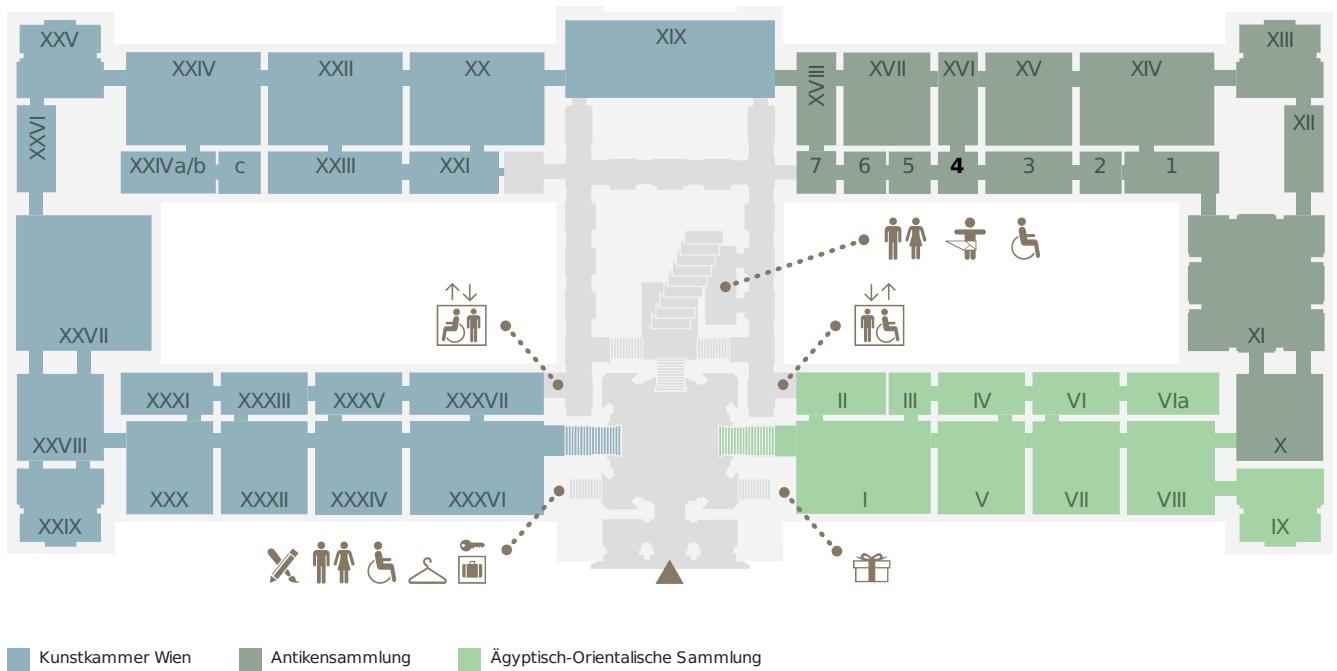 XXV
XIX
XIII
XXIV
XXII
XX
XVIII
XVII
XVI
XV
XIV
XXVI
XII
XXIVa/b
c
XXIII
XXI
7
6
5
4
3
2
1
XXVII
XI
XXXI
XXXIII
XXXV
XXXVII
II
III
IV
VI
VIa
XXVIII
X
XXX
XXXII
XXXIV
XXXVI
I
V
VII
VIII
XXIX
IX
Kunstkammer Wien
Antikensammlung
Ägyptisch-Orientalische Sammlung